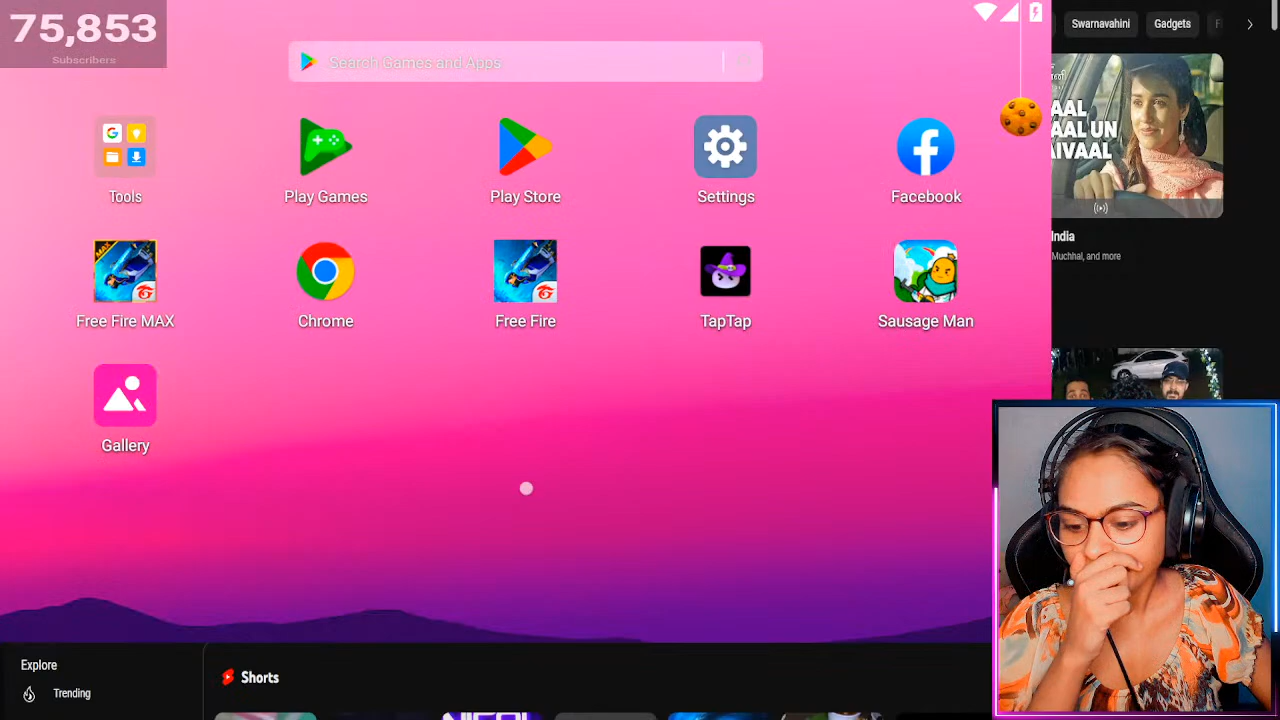 75,853
Subscribers
Search Games and Apps
Swarnavahini
Gadgets
F
AAL
AAL UN
AIVAAL
India
Muchhal, and more
Tools
Play Games
Play Store
Settings
Facebook
MAX
Free Fire MAX
Chrome
Free Fire
TapTap
Sausage Man
Gallery
Explore
Trending
Shorts